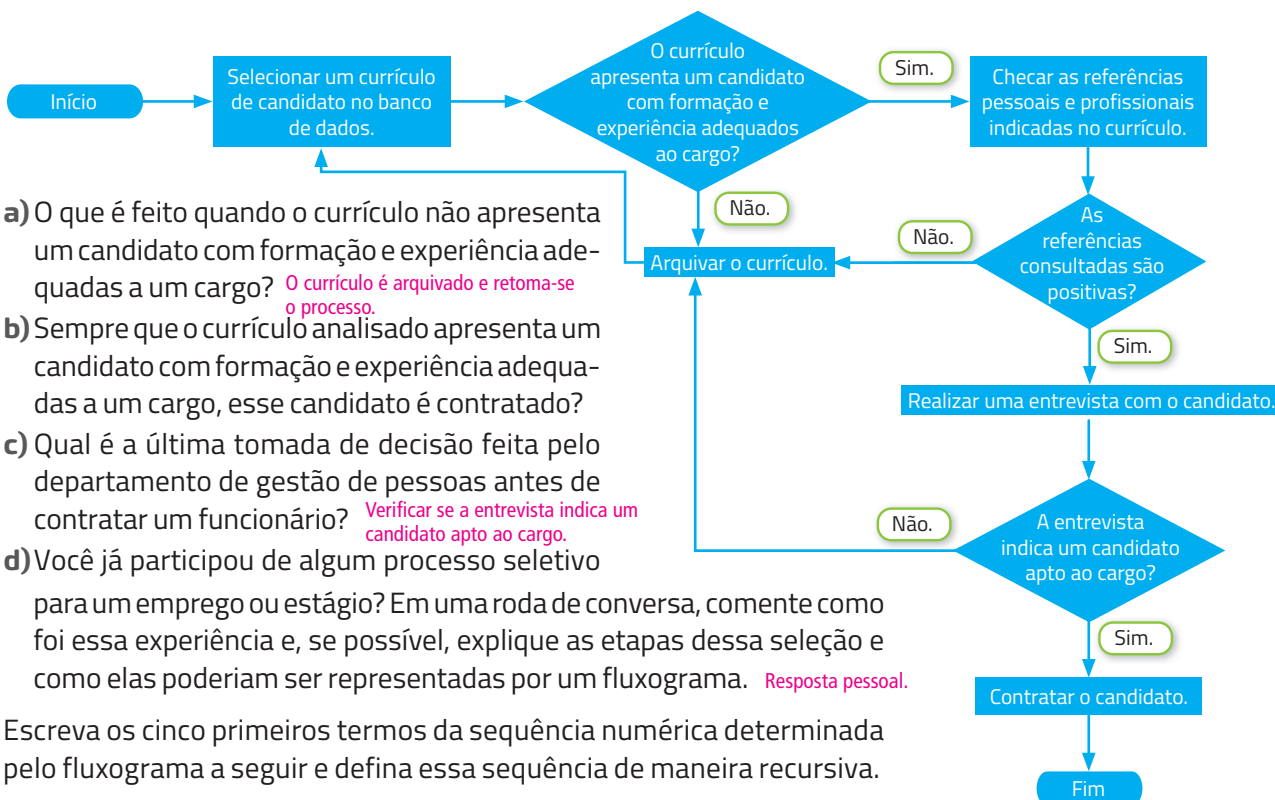 Início
Selecionar um currículo
de candidato no banco
de dados.
O currículo
apresenta um candidato
com formação e
experiência adequados
ao cargo?
Sim.
Checar as referências
pessoais e profissionais
indicadas no currículo.
Não.
Arquivar o currículo.
Não.
As
referências
consultadas são
positivas?
Sim.
Realizar uma entrevista com o candidato.
Não.
A entrevista
indica um candidato
apto ao cargo?
Sim.
Contratar o candidato.
Fim
a) O que é feito quando o currículo não apresenta
um candidato com formação e experiência ade-
quadas a um cargo? O currículo é arquivado e retoma-se
o processo.
b) Sempre que o currículo analisado apresenta um
candidato com formação e experiência adequa-
das a um cargo, esse candidato é contratado?
c) Qual é a última tomada de decisão feita pelo
departamento de gestão de pessoas antes de
contratar um funcionário? Verificar se a entrevista indica um
candidato apto ao cargo.
d) Você já participou de algum processo seletivo
para um emprego ou estágio? Em uma roda de conversa, comente como
foi essa experiência e, se possível, explique as etapas dessa seleção e
como elas poderiam ser representadas por um fluxograma. Resposta pessoal.
Escreva os cinco primeiros termos da sequência numérica determinada
pelo fluxograma a seguir e defina essa sequência de maneira recursiva.